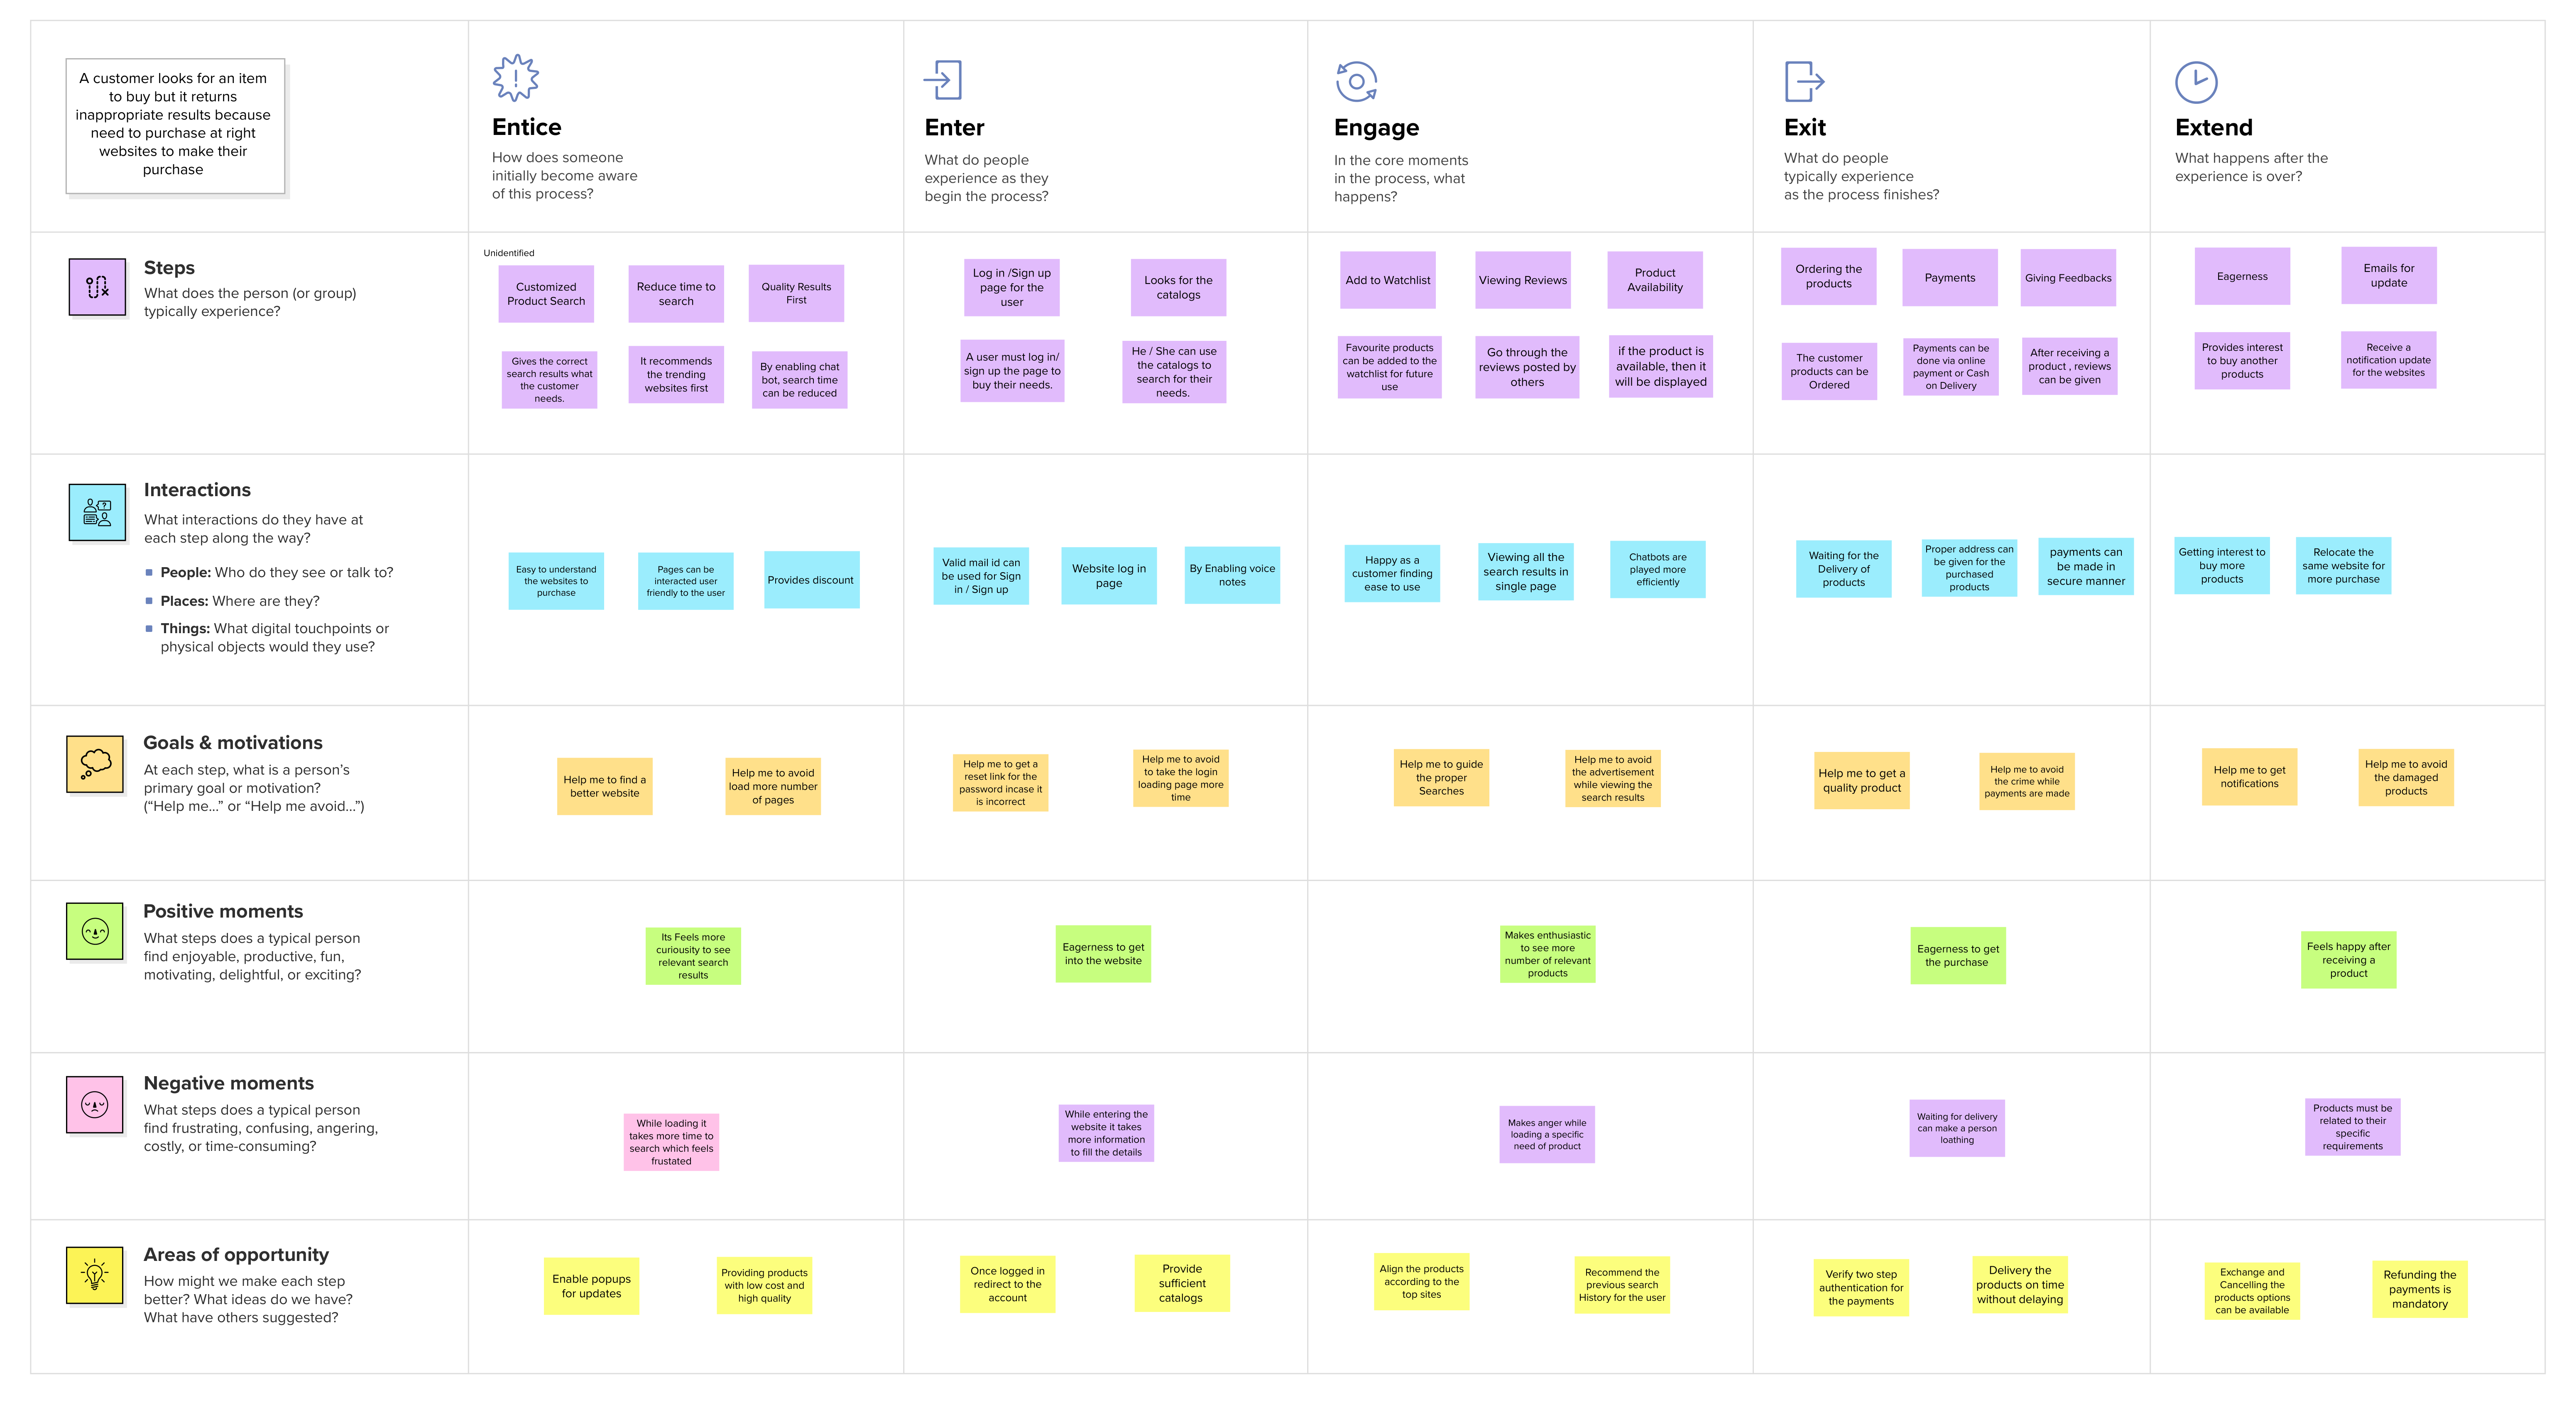 A customer looks for an item
to buy but it returns
inappropriate results because
need to purchase at right
websites to make their
purchase
Entice
How does someone
initially become aware
of this process?
Enter
What do people
experience as they
begin the process?
Engage
In the core moments
in the process, what
happens?
Exit
What do people
typically experience
as the process finishes?
Extend
What happens after the
experience is over?
Steps
What does the person (or group)
typically experience?
Unidentified
Customized
Product Search
Reduce time to
search
Quality Results
First
Gives the correct
search results what
the customer
needs.
It recommends
the trending
websites first
By enabling chat
bot, search time
can be reduced
Log in /Sign up
page for the
user
Looks for the
catalogs
A user must log in/
sign up the page to
buy their needs.
He / She can use
the catalogs to
search for their
needs.
Add to Watchlist
Viewing Reviews
Product
Availability
Favourite products
can be added to the
watchlist for future
use
Go through the
reviews posted by
others
if the product is
available, then it
will be displayed
Ordering the
products
Payments
Giving Feedbacks
The customer
products can be
Ordered
Payments can be
done via online
payment or Cash
on Delivery
After receiving a
product , reviews
can be given
Eagerness
Emails for
update
Provides interest
to buy another
products
Receive a
notification update
for the websites
Interactions
What interactions do they have at
each step along the way?
People: Who do they see or talk to?
Places: Where are they?
Things: What digital touchpoints or
physical objects would they use?
?
Easy to understand
the websites to
purchase
Pages can be
interacted user
friendly to the user
Provides discount
Valid mail id can
be used for Sign
in / Sign up
Website log in
page
By Enabling voice
notes
Happy as a
customer finding
ease to use
Viewing all the
search results in
single page
Chatbots are
played more
efficiently
Waiting for the
Delivery of
products
Proper address can
be given for the
purchased
products
payments can
be made in
secure manner
Getting interest to
buy more
products
Relocate the
same website for
more purchase
Goals & motivations
At each step, what is a person’s
primary goal or motivation?
(“Help me...” or “Help me avoid...”)
Help me to find a
better website
Help me to avoid
load more number
of pages
Help me to get a
reset link for the
password incase it
is incorrect
Help me to avoid
to take the login
loading page more
time
Help me to guide
the proper
Searches
Help me to avoid
the advertisement
while viewing the
search results
Help me to get a
quality product
Help me to avoid
the crime while
payments are made
Help me to get
notifications
Help me to avoid
the damaged
products
Positive moments
What steps does a typical person
find enjoyable, productive, fun,
motivating, delightful, or exciting?
Its Feels more
curiousity to see
relevant search
results
Eagerness to get
into the website
Makes enthusiastic
to see more
number of relevant
products
Eagerness to get
the purchase
Feels happy after
receiving a
product
Negative moments
What steps does a typical person
find frustrating, confusing, angering,
costly, or time-consuming?
While loading it
takes more time to
search which feels
frustated
While entering the
website it takes
more information
to fill the details
Makes anger while
loading a specific
need of product
Waiting for delivery
can make a person
loathing
Products must be
related to their
specific
requirements
Areas of opportunity
How might we make each step
better? What ideas do we have?
What have others suggested?
Enable popups
for updates
Providing products
with low cost and
high quality
Once logged in
redirect to the
account
Provide
sufficient
catalogs
Align the products
according to the
top sites
Recommend the
previous search
History for the user
Verify two step
authentication for
the payments
Delivery the
products on time
without delaying
Exchange and
Cancelling the
products options
can be available
Refunding the
payments is
mandatory